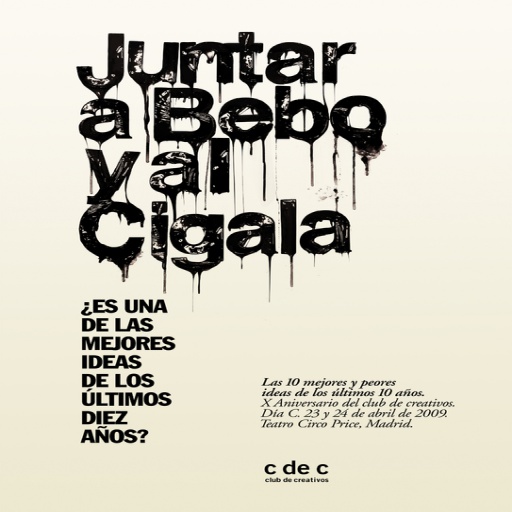 Juntar
a Bebo
y al
Cigala
¿ES UNA
DE LAS
MEJORES
IDEAS
DE LOS
ÚLTIMOS
DIEZ
AÑOS?
Las 10 mejores y peores
ideas de los últimos 10 años.
X Aniversario del club de creativos.
Día C. 23 y 24 de abril de 2009.
Teatro Circo Price, Madrid.
c de c
club de creativos